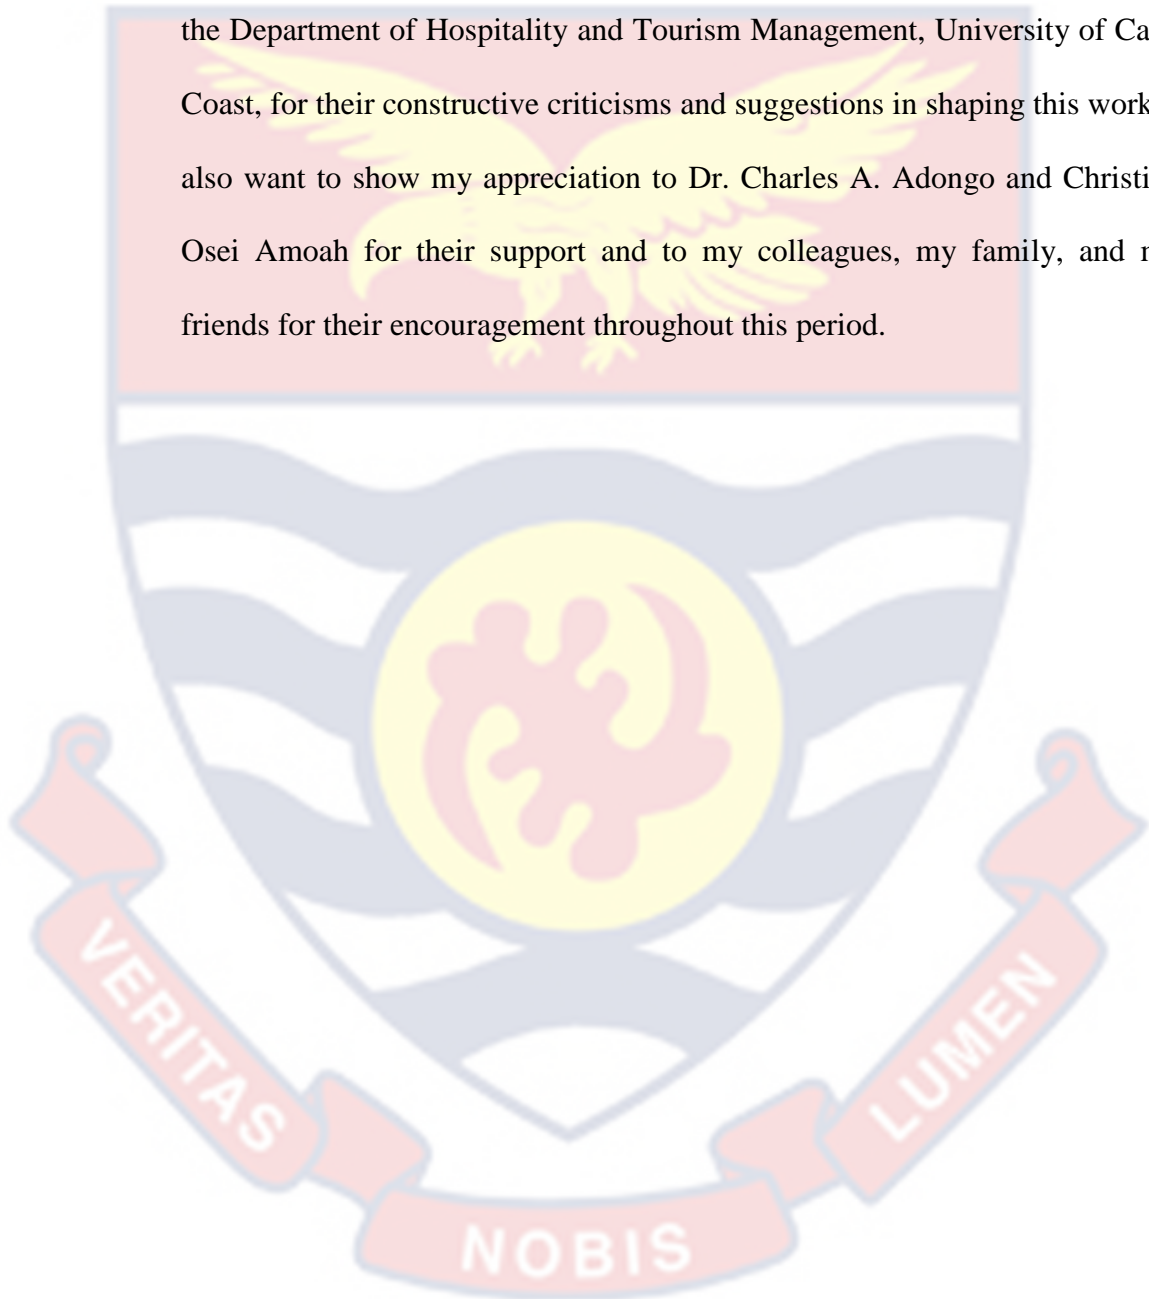 the Department of Hospitality and Tourism Management, University of Ca
Coast, for their constructive criticisms and suggestions in shaping this work
also want to show my appreciation to Dr. Charles A. Adongo and Christi
Osei Amoah for their support and to my colleagues, my family, and
friends for their encouragement throughout this period.
VERITAS
NOBIS
LUMEN